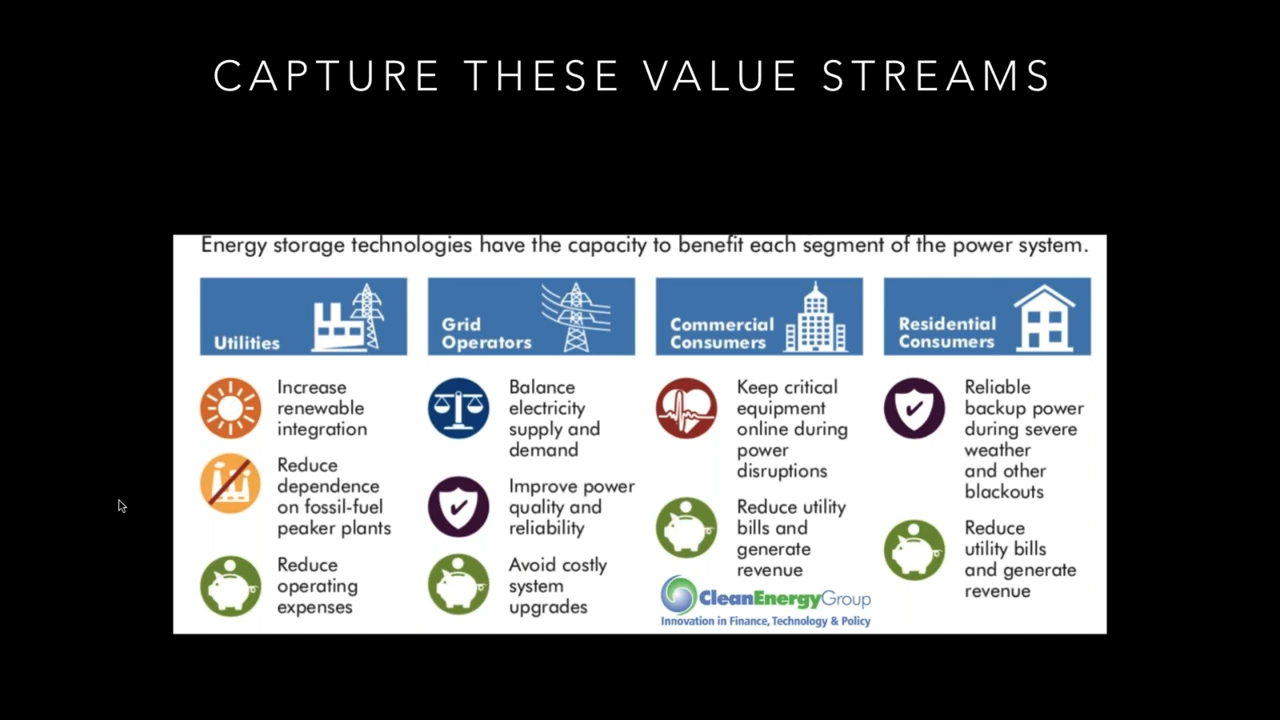 CAPTURE THESE VALUE STREAMS
Energy storage technologies have the capacity to benefit each segment of the power system.
Utilities
Increase
renewable
integration
Reduce
dependence
on fossil-fuel
peaker plants
Reduce
operating
expenses
Grid
Operators
Balance
electricity
supply and
demand
Improve power
quality and
reliability
Avoid costly
system
upgrades
Commercial
Consumers
Keep critical
equipment
online during
power
disruptions
Reduce utility
bills and
generate
revenue
CleanEnergyGroup
Innovation in Finance, Technology & Policy
Residential
Consumers
Reliable
backup power
during severe
weather
and other
blackouts
Reduce
utility bills
and generate
revenue